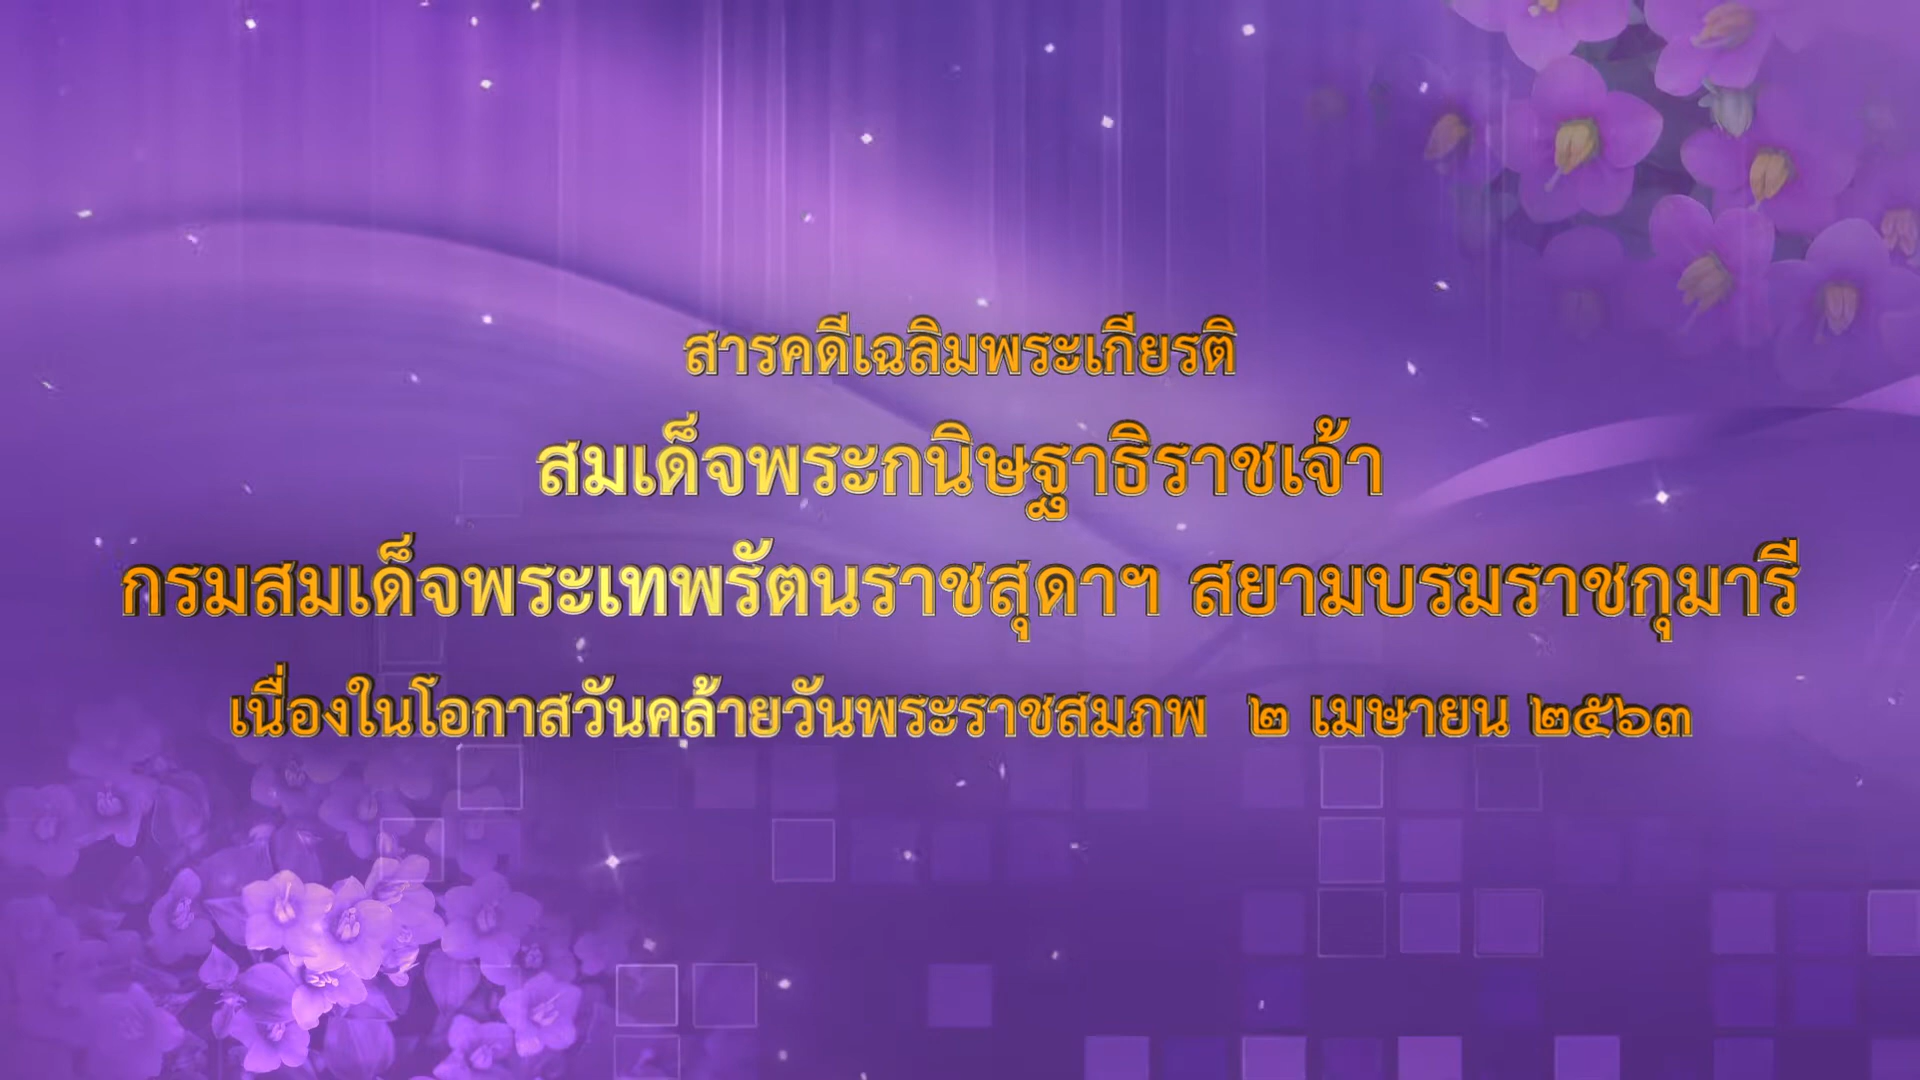 สารคดีเฉลิมพระเกียรติ
สมเด็จพระกนิษฐาธิราชเจ้า
กรมสมเด็จพระเทพรัตนราชสุดาฯ สยามบรมราชกุมารี
เนื่องในโอกาสวันคล้ายวันพระราชสมภพ ๒ เมษายน ๒๕๖๓